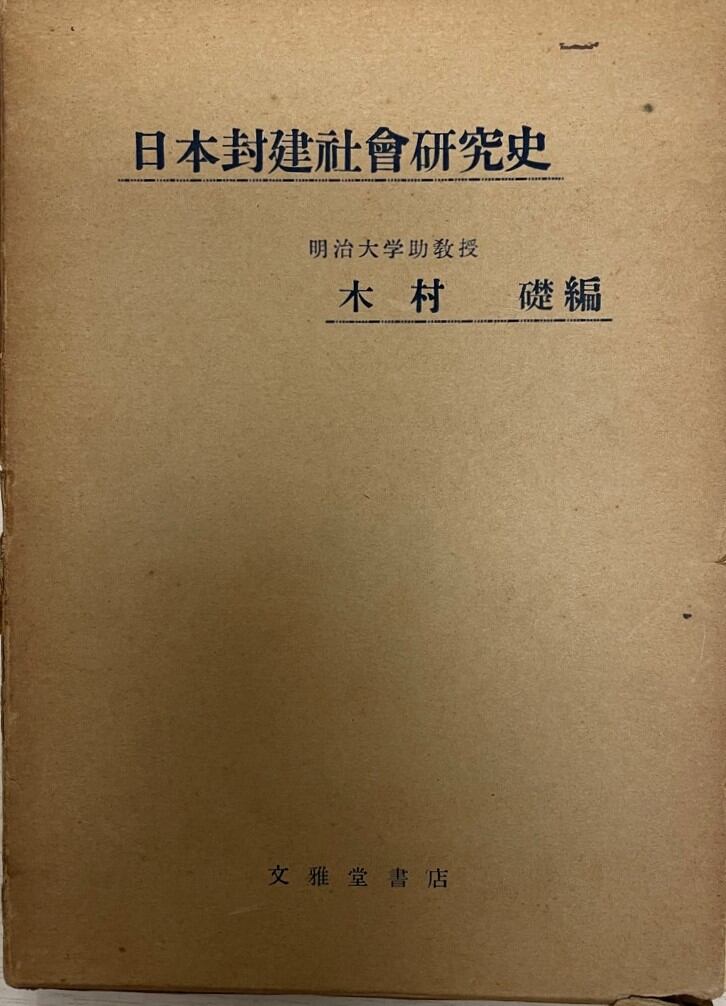 日本封建社會研究史
明治大学助教授
木村 礎編
文雅堂書店